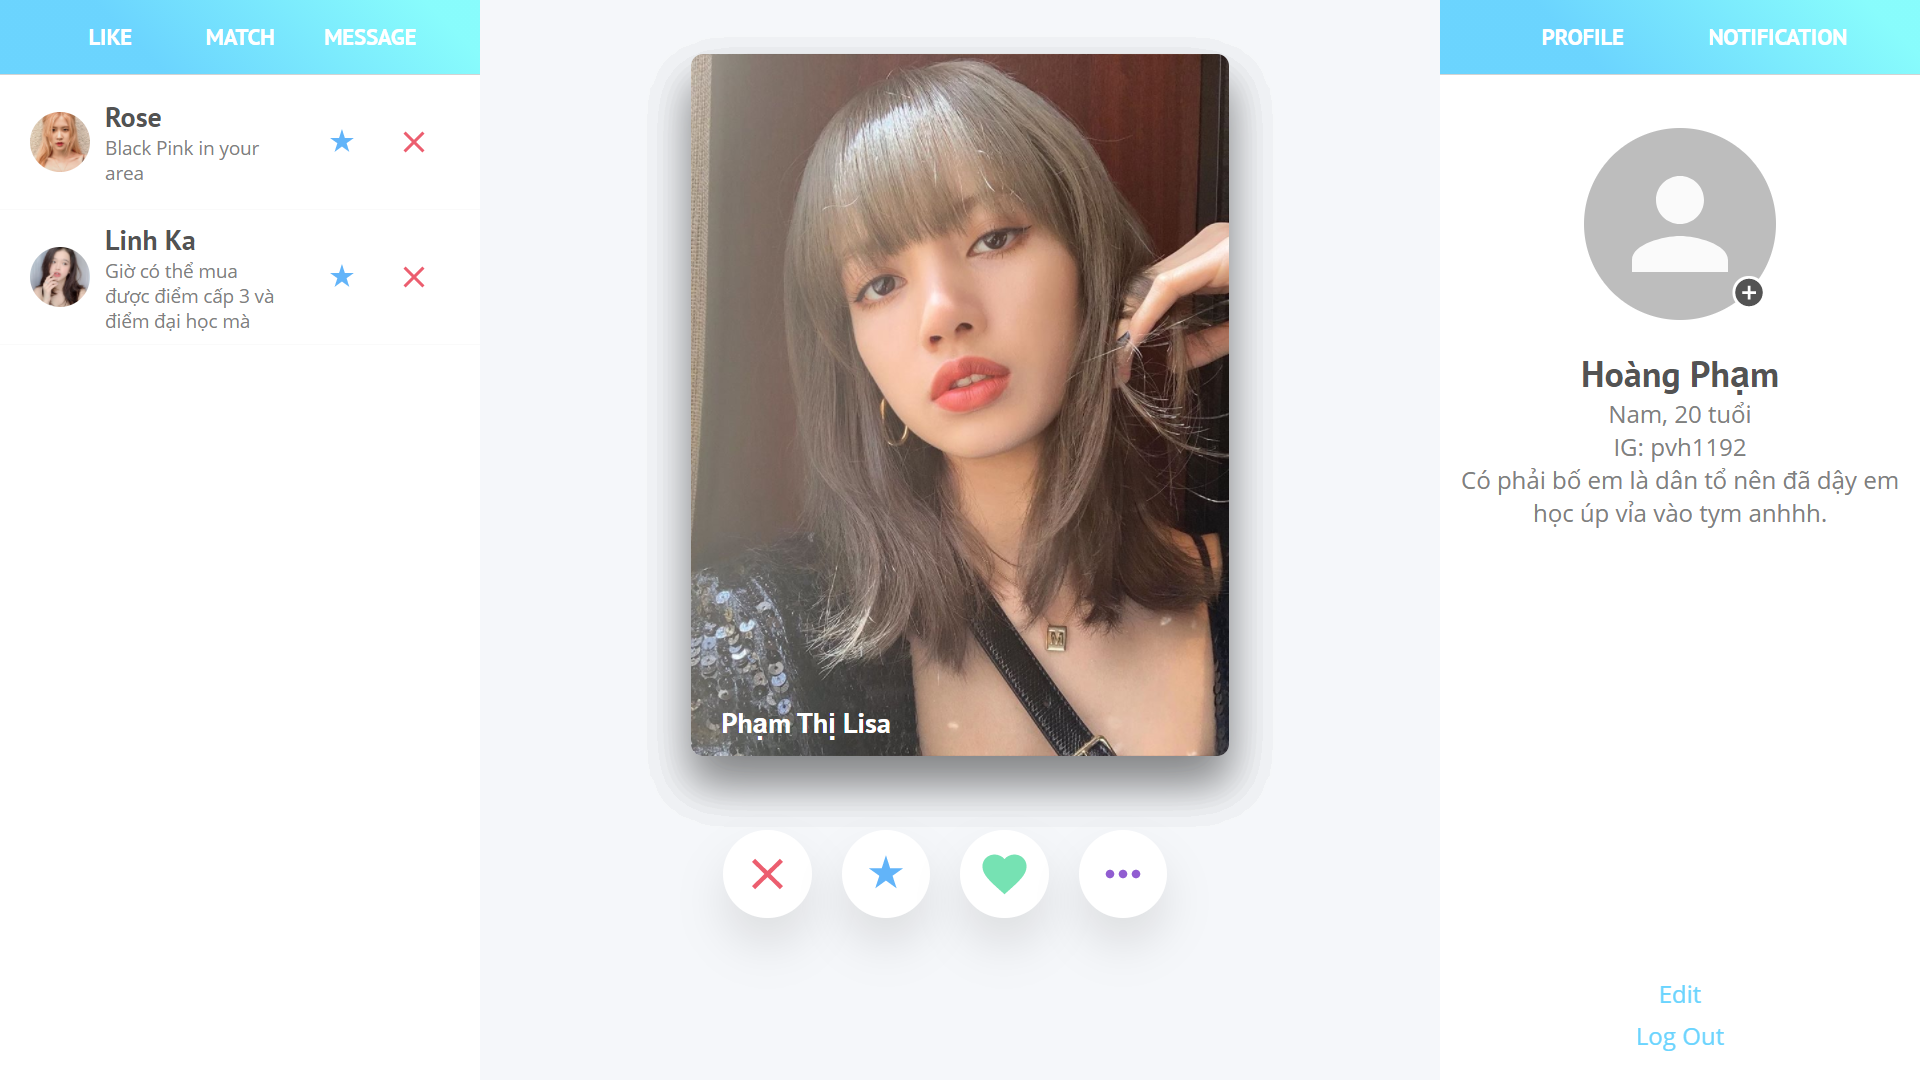 LIKE MATCH MESSAGE
Rose
Black Pink in your
area
Linh Ka
Giờ có thể mua
được điểm cấp 3 và
điểm đại học mà
Phạm Thị Lisa
PROFILE NOTIFICATION
Hoàng Phạm
Nam, 20 tuổi
IG: pvh1192
Có phải bố em là dân tổ nên đã dậy em
học úp vỉa vào tym anhhh.
Edit
Log Out